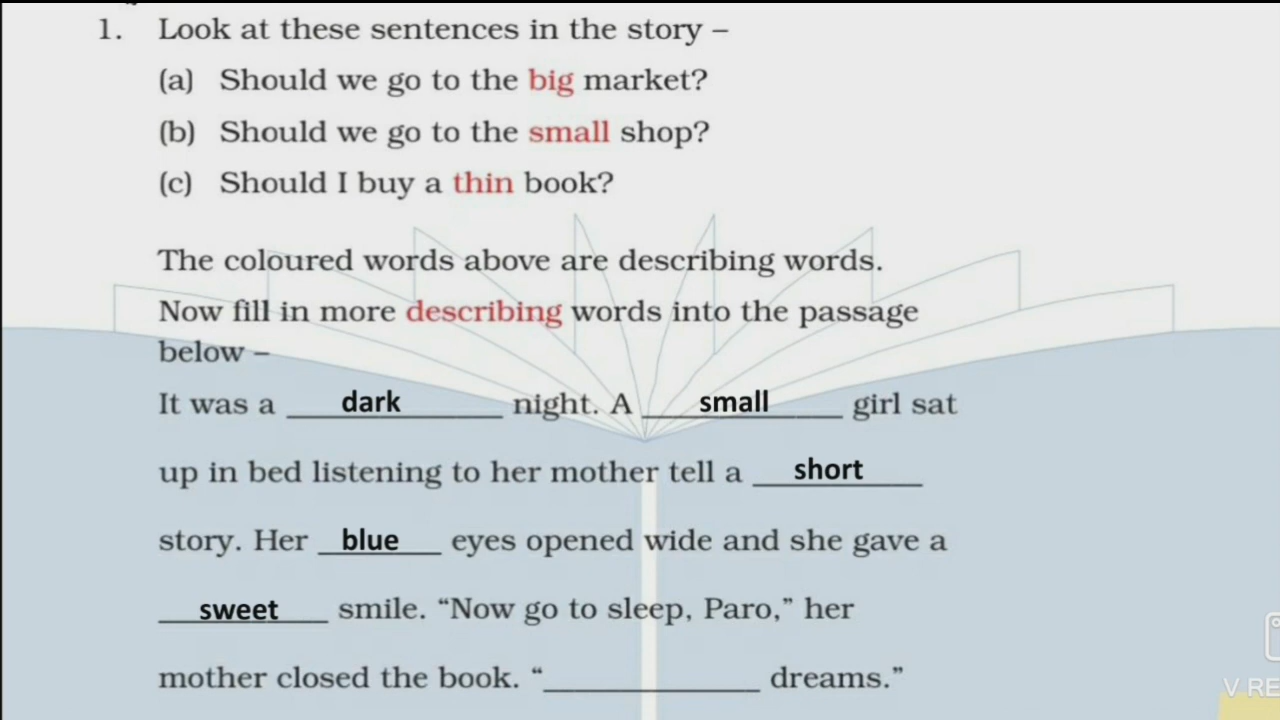 1. Look at these sentences in the story –
(a) Should we go to the big market?
(b) Should we go to the small shop?
(c) Should I buy a thin book?
The coloured words above are describing words.
Now fill in more describing words into the passage
below –
It was a dark night. A small girl sat
up in bed listening to her mother tell a short
story. Her blue eyes opened wide and she gave a
sweet smile. “Now go to sleep, Paro,” her
mother closed the book. “____________ dreams.”
V RE